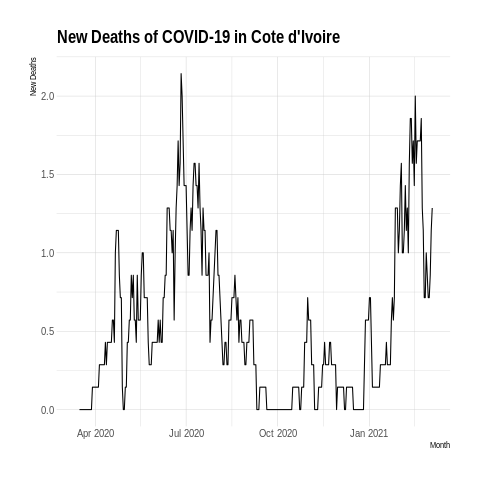 New Deaths of COVID-19 in Cote d'Ivoire
New Deaths
2.0
1.5
1.0
0.5
0.0
Apr 2020
Jul 2020
Oct 2020
Jan 2021
Month